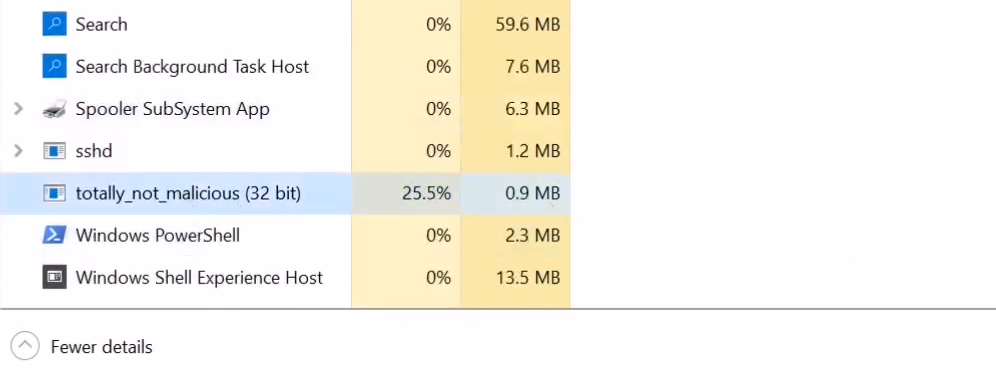 Search 0% 59.6 MB
Search Background Task Host 0% 7.6 MB
Spooler SubSystem App 0% 6.3 MB
sshd 0% 1.2 MB
totally_not_malicious (32 bit) 25.5% 0.9 MB
Windows PowerShell 0% 2.3 MB
Windows Shell Experience Host 0% 13.5 MB
Fewer details